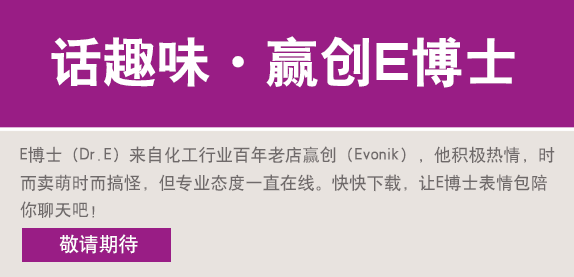 话趣味·赢创E博士
E博士（Dr.E）来自化工行业百年老店赢创（Evonik），他积极热情，时
而卖萌时而搞怪，但专业态度一直在线。快快下载，让E博士表情包陪
你聊天吧！
敬请期待